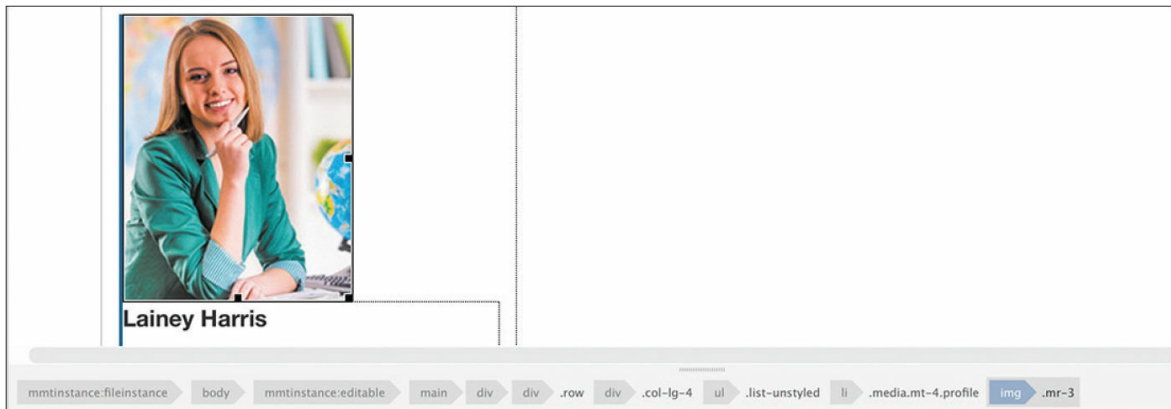 Lainey Harris
mmtinstance:fileinstance body mmtinstance:editable main div div .row div .col-lg-4 ul .list-unstyled li .media.mt-4.profile img .mr-3